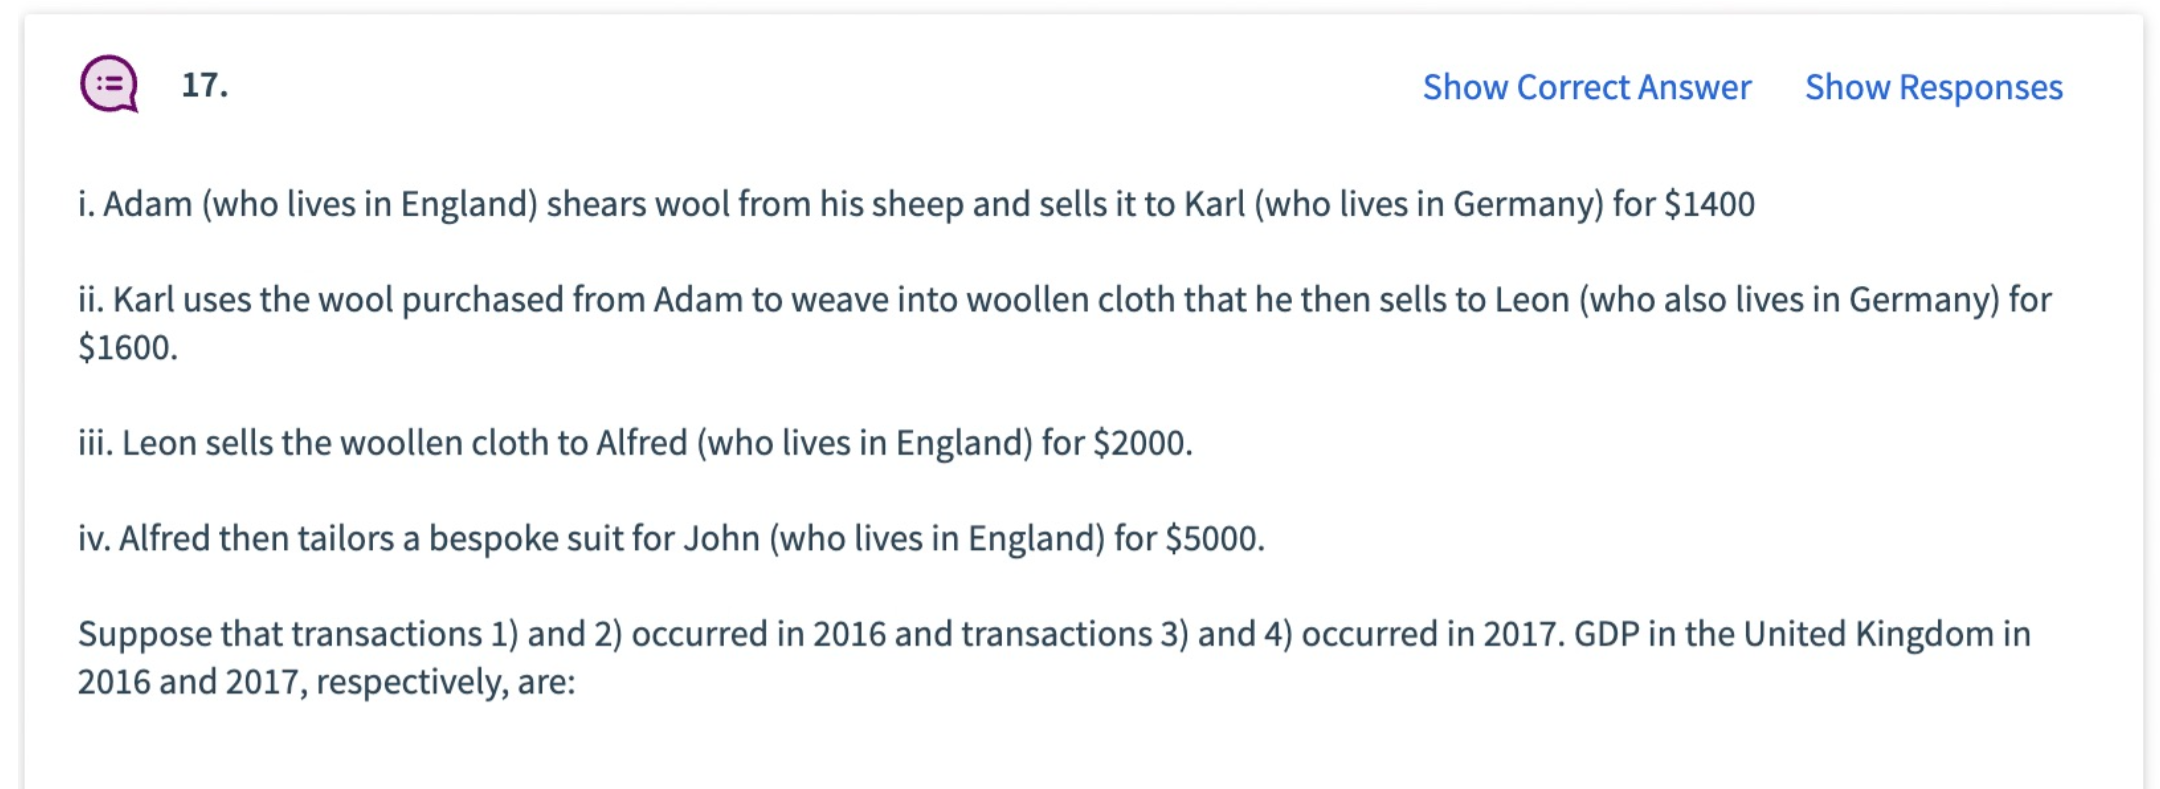 17.
Show Correct Answer Show Responses
i. Adam (who lives in England) shears wool from his sheep and sells it to Karl (who lives in Germany) for $1400
ii. Karl uses the wool purchased from Adam to weave into woollen cloth that he then sells to Leon (who also lives in Germany) for
$1600.
iii. Leon sells the woollen cloth to Alfred (who lives in England) for $2000.
iv. Alfred then tailors a bespoke suit for John (who lives in England) for $5000.
Suppose that transactions 1) and 2) occurred in 2016 and transactions 3) and 4) occurred in 2017. GDP in the United Kingdom in
2016 and 2017, respectively, are: